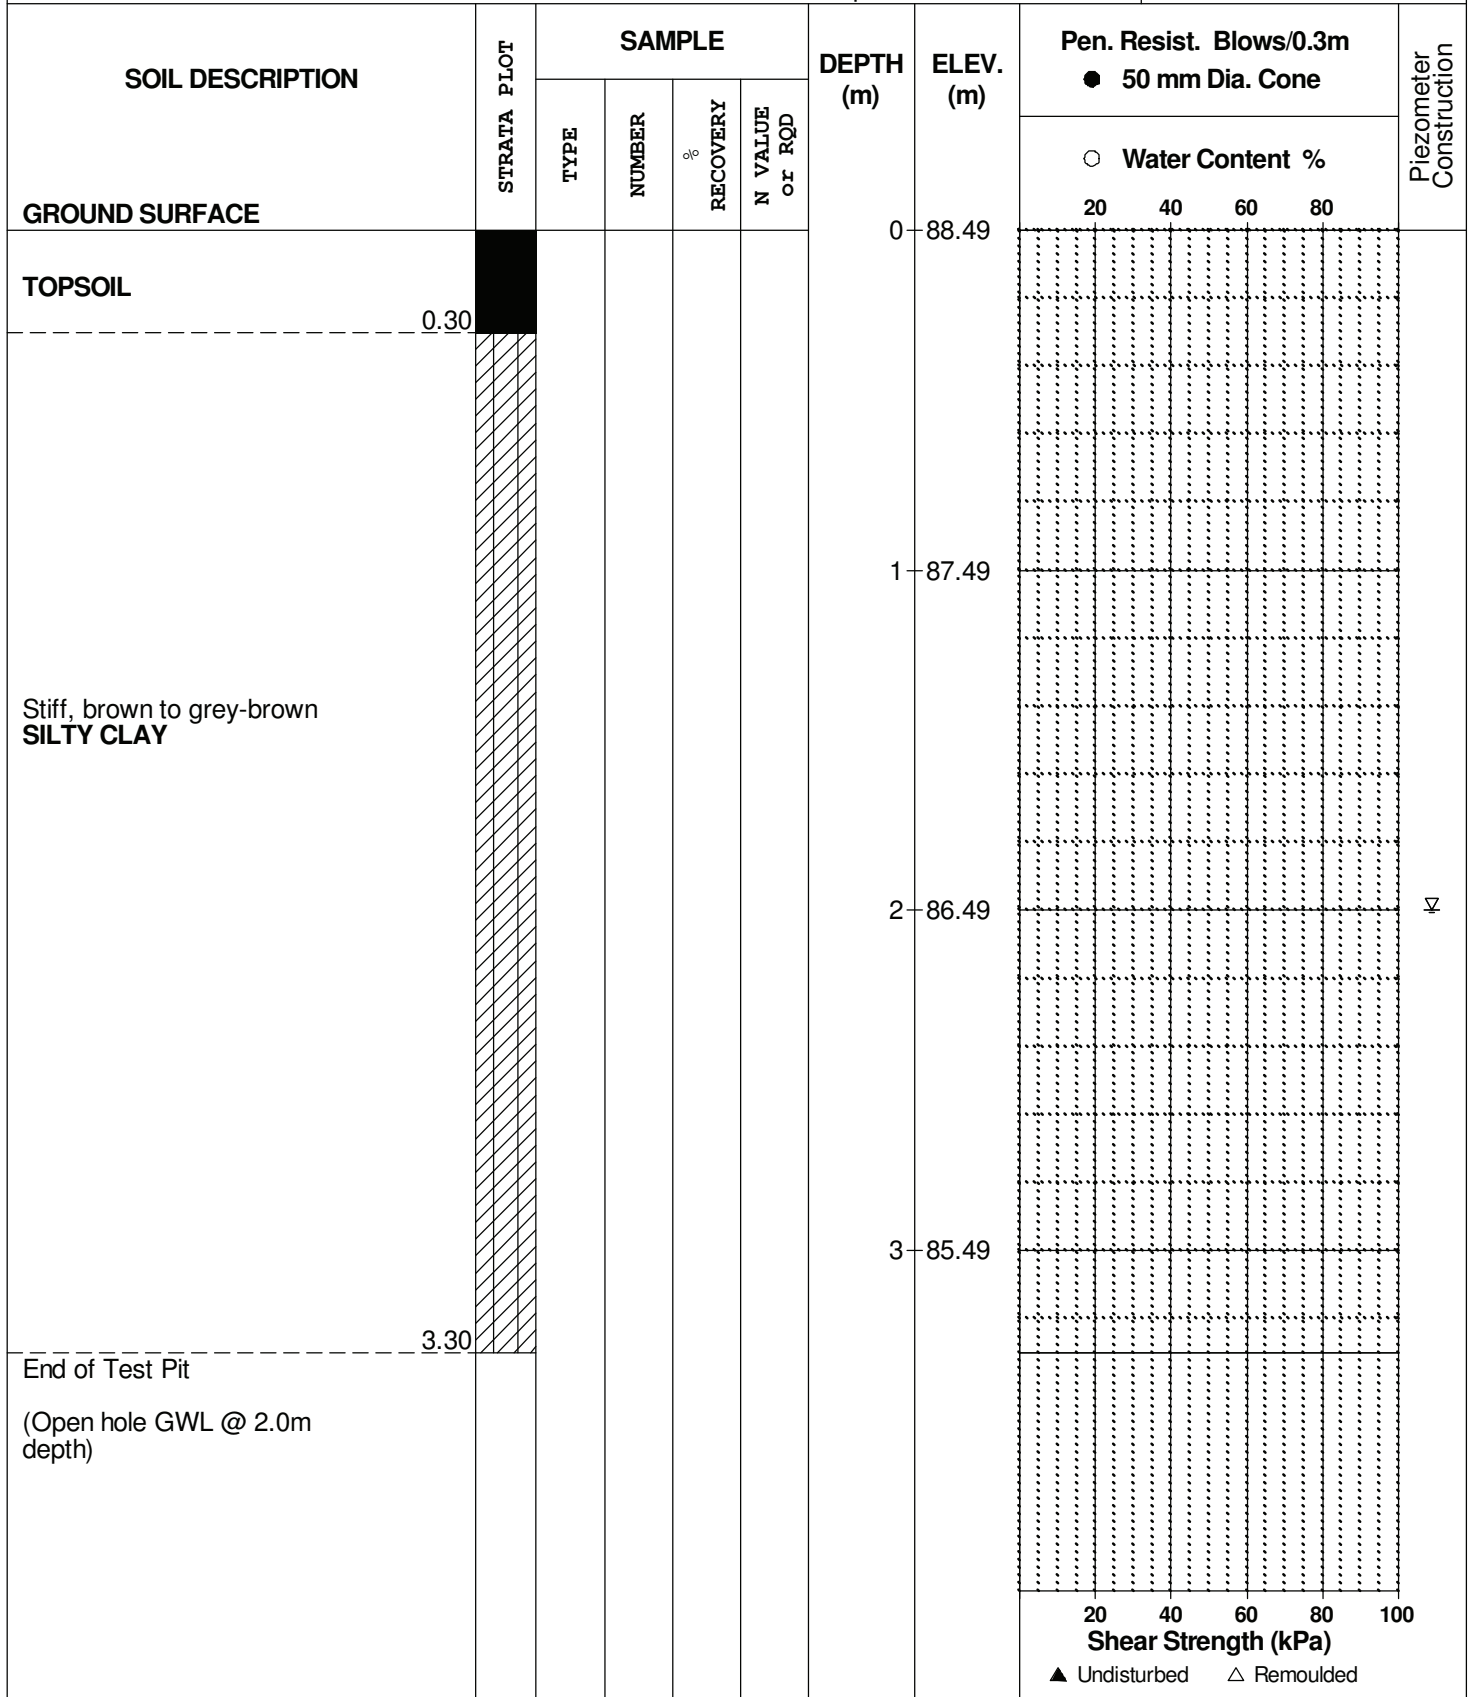 SOIL DESCRIPTION
GROUND SURFACE
STRATA PLOT
SAMPLE
TYPE
NUMBER
%
RECOVERY
N VALUE
or RQD
DEPTH
(m)
ELEV.
(m)
Pen. Resist. Blows/0.3m
● 50 mm Dia. Cone
○ Water Content %
20 40 60 80
Piezometer
Construction
0 88.49
TOPSOIL
0.30
1 87.49
Stiff, brown to grey-brown
SILTY CLAY
2 86.49
3 85.49
3.30
End of Test Pit
(Open hole GWL @ 2.0m
depth)
20 40 60 80 100
Shear Strength (kPa)
▲ Undisturbed △ Remoulded